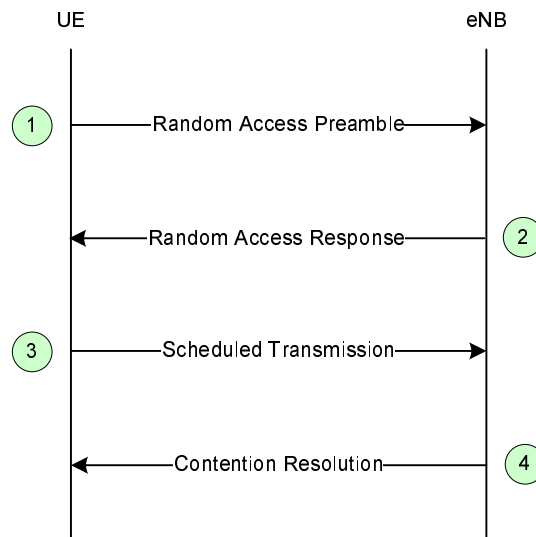 UE eNB
1 Random Access Preamble
Random Access Response 2
3 Scheduled Transmission
Contention Resolution 4